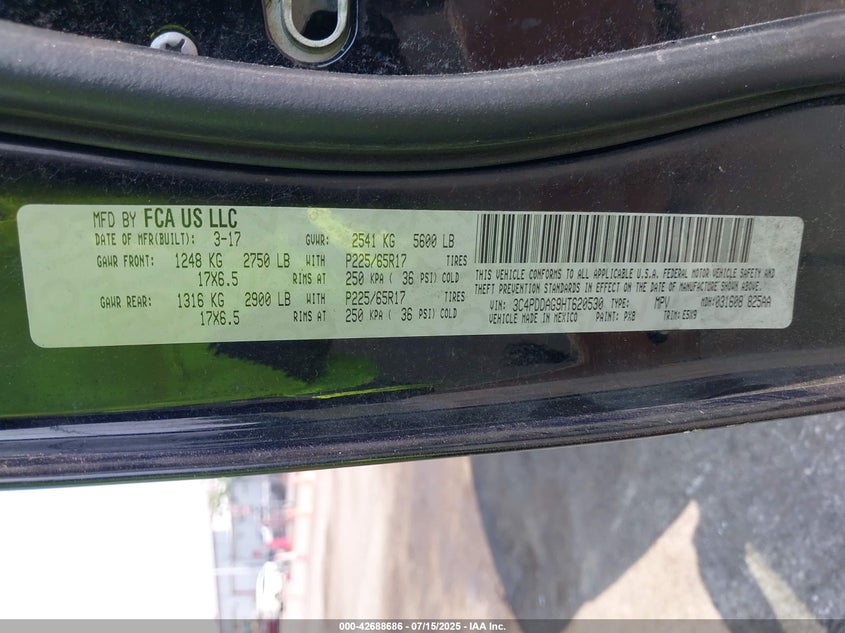 MFD BY FCA US LLC
DATE OF MFR(BUILT): 3-17 GVWR: 2541 KG 5600 LB
GAWR FRONT: 1248 KG 2750 LB WITH P225/65R17 TIRES
17X6.5 RIMS AT 250 KPA ( 36 PSI) COLD
GAWR REAR: 1316 KG 2900 LB WITH P225/65R17 TIRES
17X6.5 RIMS AT 250 KPA ( 36 PSI) COLD
THIS VEHICLE CONFORMS TO ALL APPLICABLE U.S.A. FEDERAL MOTOR VEHICLE SAFETY AND
THEFT PREVENTION STANDARDS IN EFFECT ON THE DATE OF MANUFACTURE SHOWN ABOVE.
VIN: 3C4PDDAG9HT620530 TYPE: MPV MDH:031608 825AA
VEHICLE MADE IN MEXICO PAINT: PXB TRIM: E5X9
000-42688686 - 07/15/2025 - IAA Inc.